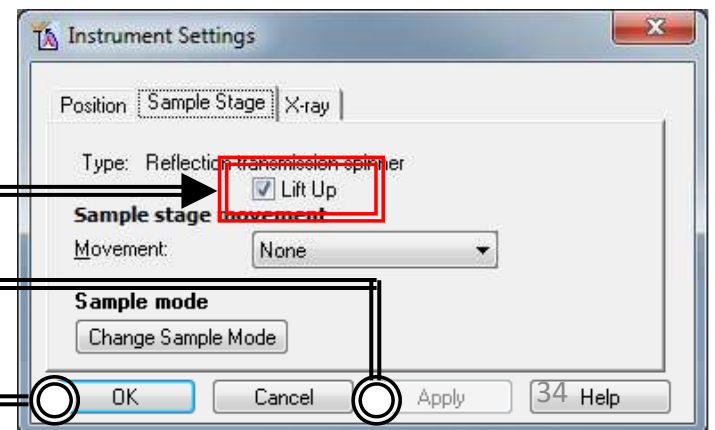 Instrument Settings
Position Sample Stage X-ray
Type: Reflection transmission spinner
Lift Up
Sample stage movement
Movement: None
Sample mode
Change Sample Mode
OK Cancel Apply 34 Help